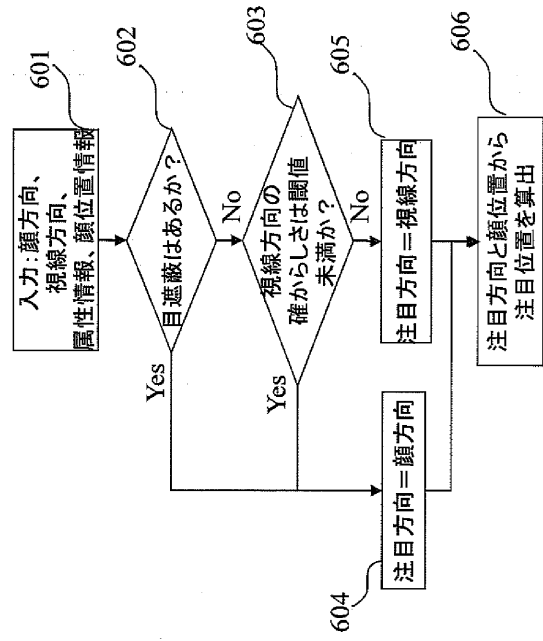 601
入力:顔方向、
視線方向、
属性情報、顔位置情報
602
目遮蔽はあるか?
Yes
No
603
視線方向の
確からしさは閾値
未満か?
Yes
No
604
注目方向=顔方向
605
注目方向=視線方向
606
注目方向と顔位置から
注目位置を算出